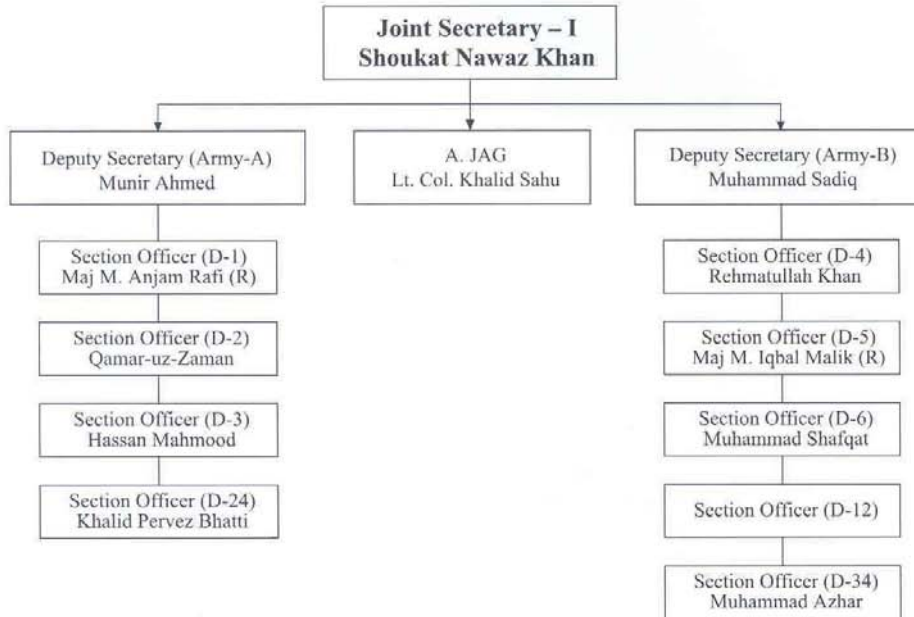 Joint Secretary – I
Shoukat Nawaz Khan
Deputy Secretary (Army-A)
Munir Ahmed
A. JAG
Lt. Col. Khalid Sahu
Deputy Secretary (Army-B)
Muhammad Sadiq
Section Officer (D-1)
Maj M. Anjam Rafi (R)
Section Officer (D-2)
Qamar-uz-Zaman
Section Officer (D-3)
Hassan Mahmood
Section Officer (D-24)
Khalid Pervez Bhatti
Section Officer (D-4)
Rehmatullah Khan
Section Officer (D-5)
Maj M. Iqbal Malik (R)
Section Officer (D-6)
Muhammad Shafqat
Section Officer (D-12)
Section Officer (D-34)
Muhammad Azhar